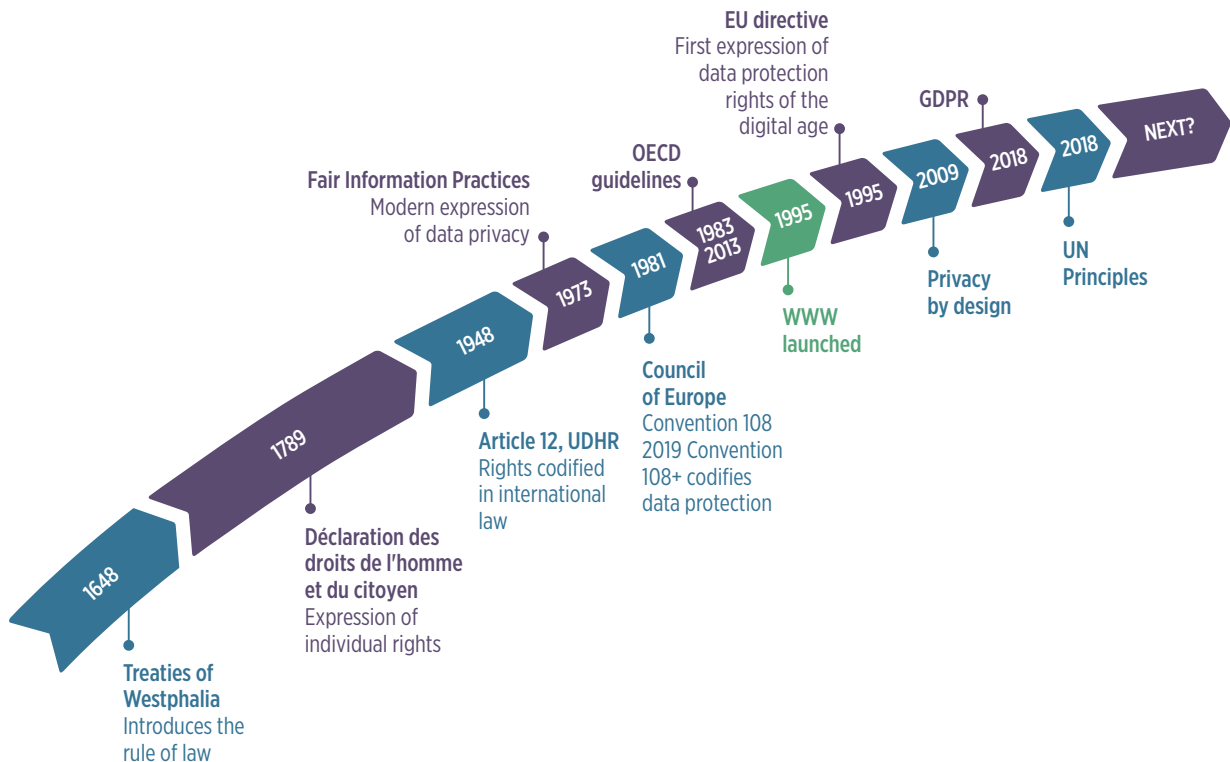 1648
Treaties of
Westphalia
Introduces the
rule of law
1789
Déclaration des
droits de l'homme
et du citoyen
Expression of
individual rights
1948
Article 12, UDHR
Rights codified
in international
law
Fair Information Practices
Modern expression
of data privacy
1973
1981
Council
of Europe
Convention 108
2019 Convention
108+ codifies
data protection
OECD
guidelines
1983
2013
1995
WWW
launched
EU directive
First expression of
data protection
rights of the
digital age
1995
2009
Privacy
by design
GDPR
2018
2018
UN
Principles
NEXT?